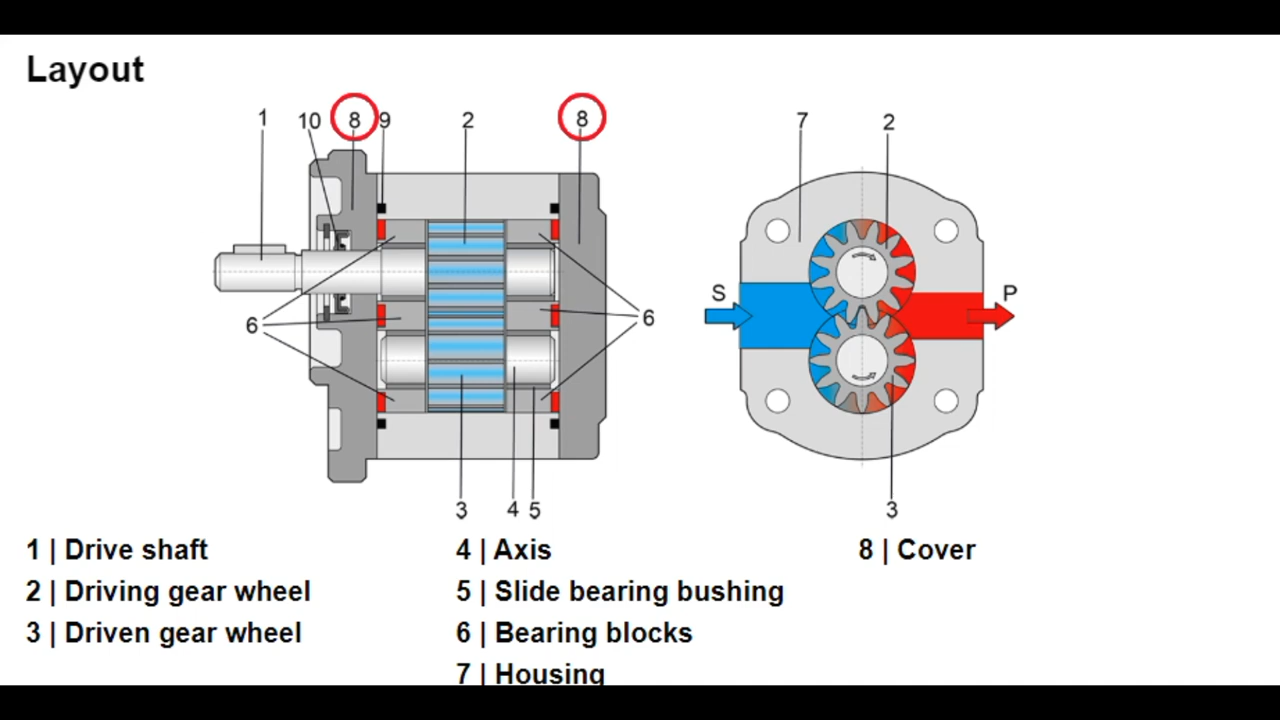 Layout
1 10 8 9 2 8 7 2
S P
6 6
3 4 5 3
1 | Drive shaft 4 | Axis 8 | Cover
2 | Driving gear wheel 5 | Slide bearing bushing
3 | Driven gear wheel 6 | Bearing blocks
7 | Housing